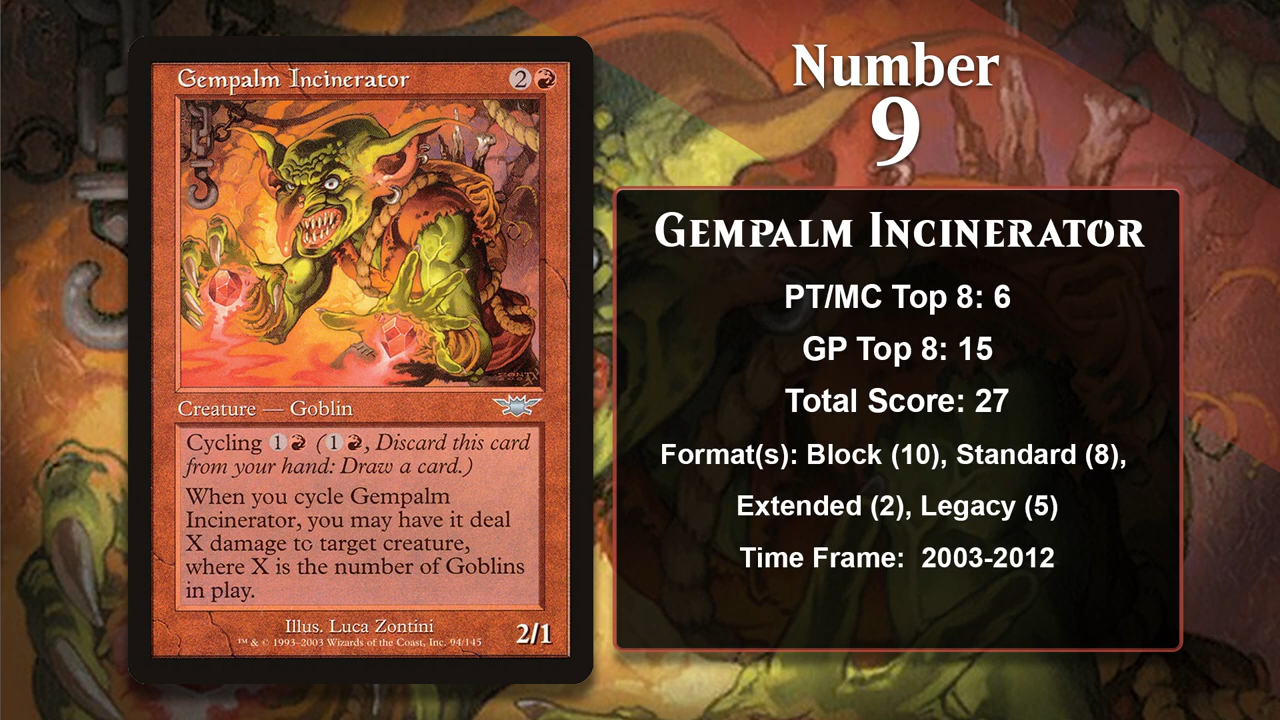 Gempalm Incinerator 2
Creature — Goblin
Cycling 1 (1, Discard this card
from your hand: Draw a card.)
When you cycle Gempalm
Incinerator, you may have it deal
X damage to target creature,
where X is the number of Goblins
in play.
Illus. Luca Zontini
™ & © 1993-2003 Wizards of the Coast, Inc. 94/145
2/1
Number
9
Gempalm Incinerator
PT/MC Top 8: 6
GP Top 8: 15
Total Score: 27
Format(s): Block (10), Standard (8),
Extended (2), Legacy (5)
Time Frame: 2003-2012